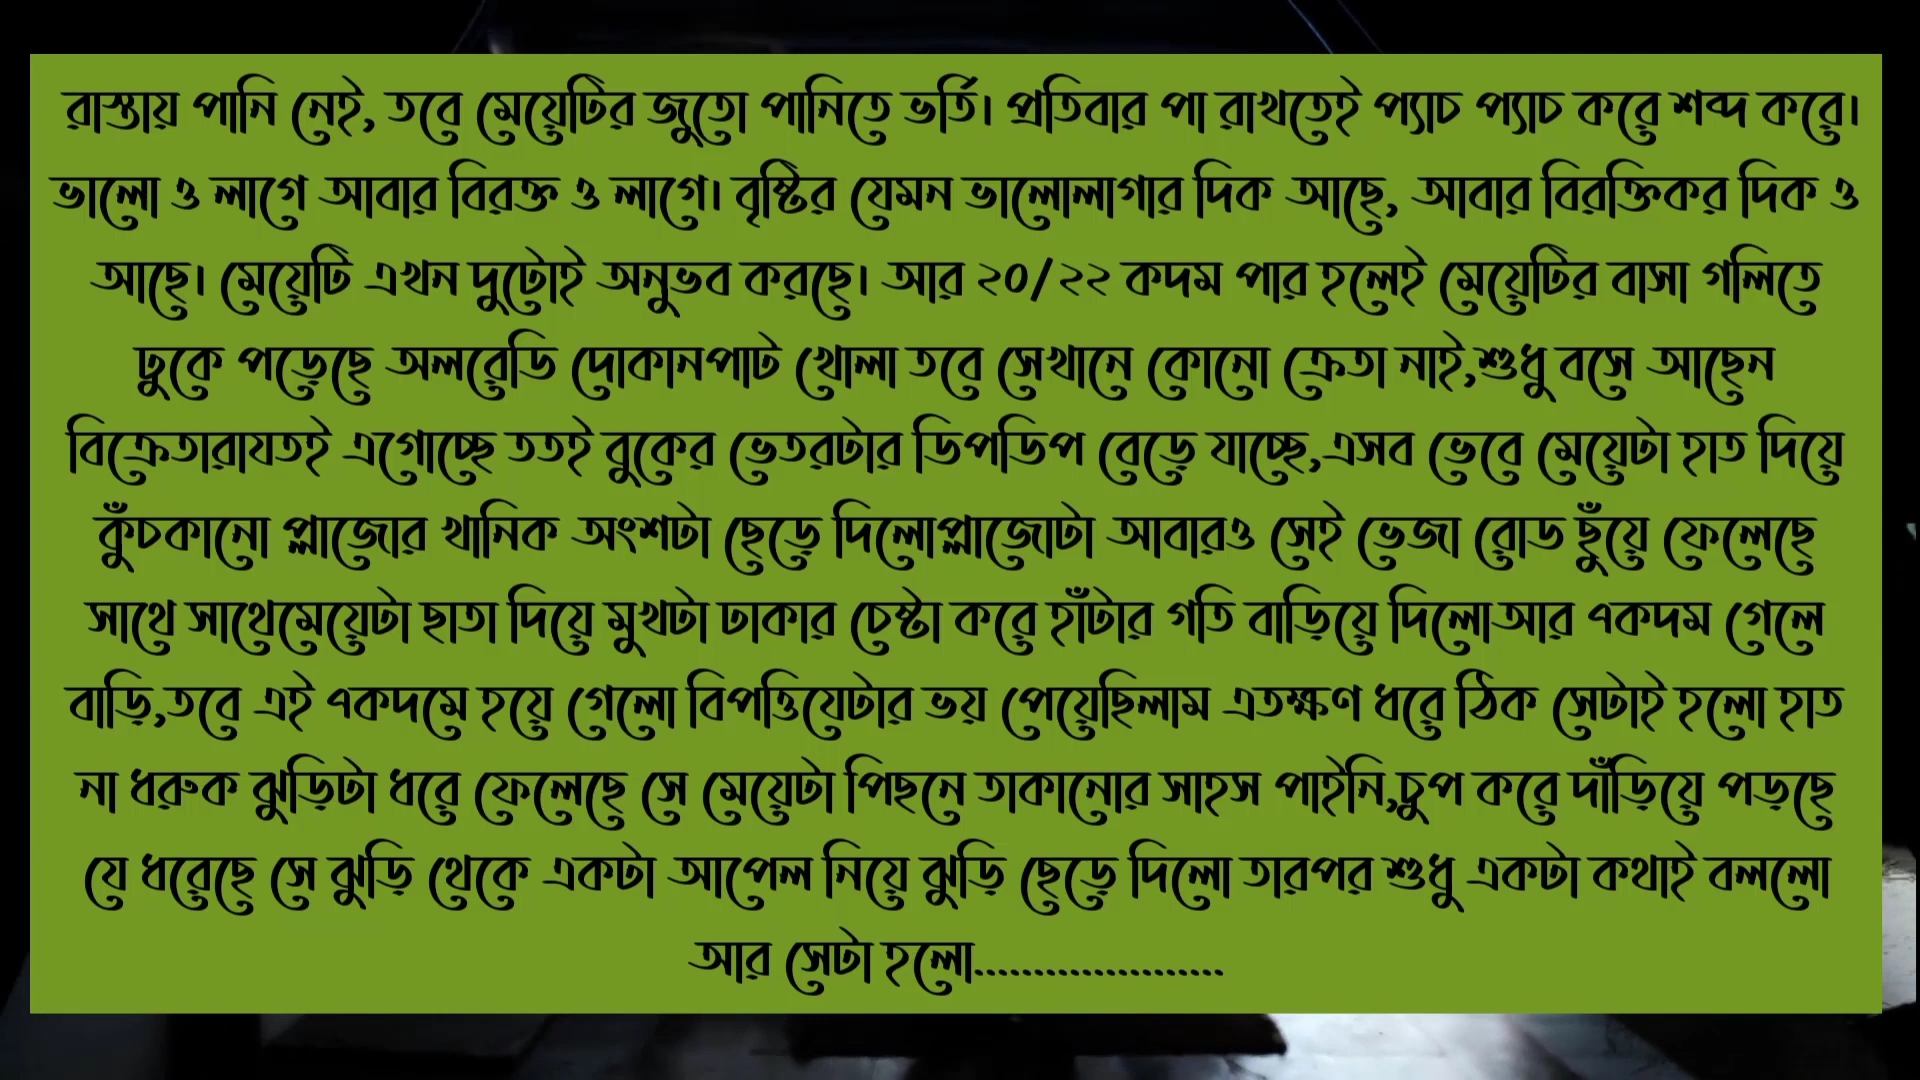 রাস্তায় পানি নেই, তবে মেয়েটির জুতো পানিতে ভর্তি। প্রতিবার পা রাখতেই প্যাচ প্যাচ করে শব্দ করে।
ভালো ও লাগে আবার বিরক্ত ও লাগে। বৃষ্টির যেমন ভালোলাগার দিক আছে, আবার বিরক্তিকর দিক ও
আছে। মেয়েটি এখন দুটোই অনুভব করছে। আর ২০/২২ কদম পার হলেই মেয়েটির বাসা গলিতে
ঢুকে পড়েছে অলরেডি দোকানপাট খোলা তবে সেখানে কোনো ক্রেতা নাই,শুধু বসে আছেন
বিক্রেতারাযতই এগোচ্ছে ততই বুকের ভেতরটার ডিপডিপ বেড়ে যাচ্ছে,এসব ভেবে মেয়েটা হাত দিয়ে
কুঁচকানো প্লাজোর খানিক অংশটা ছেড়ে দিলোপ্লাজোটা আবারও সেই ভেজা রোড ছুঁয়ে ফেলেছে
সাথে সাথেমেয়েটা ছাতা দিয়ে মুখটা ঢাকার চেষ্টা করে হাঁটার গতি বাড়িয়ে দিলোআর ৭কদম গেলে
বাড়ি,তবে এই ৭কদমে হয়ে গেলো বিপত্তিযেটার ভয় পেয়েছিলাম এতক্ষণ ধরে ঠিক সেটাই হলো হাত
না ধরুক ঝুড়িটা ধরে ফেলেছে সে মেয়েটা পিছনে তাকানোর সাহস পাইনি,চুপ করে দাঁড়িয়ে পড়ছে
যে ধরেছে সে ঝুড়ি থেকে একটা আপেল নিয়ে ঝুড়ি ছেড়ে দিলো তারপর শুধু একটা কথাই বললো
আর সেটা হলো.....................